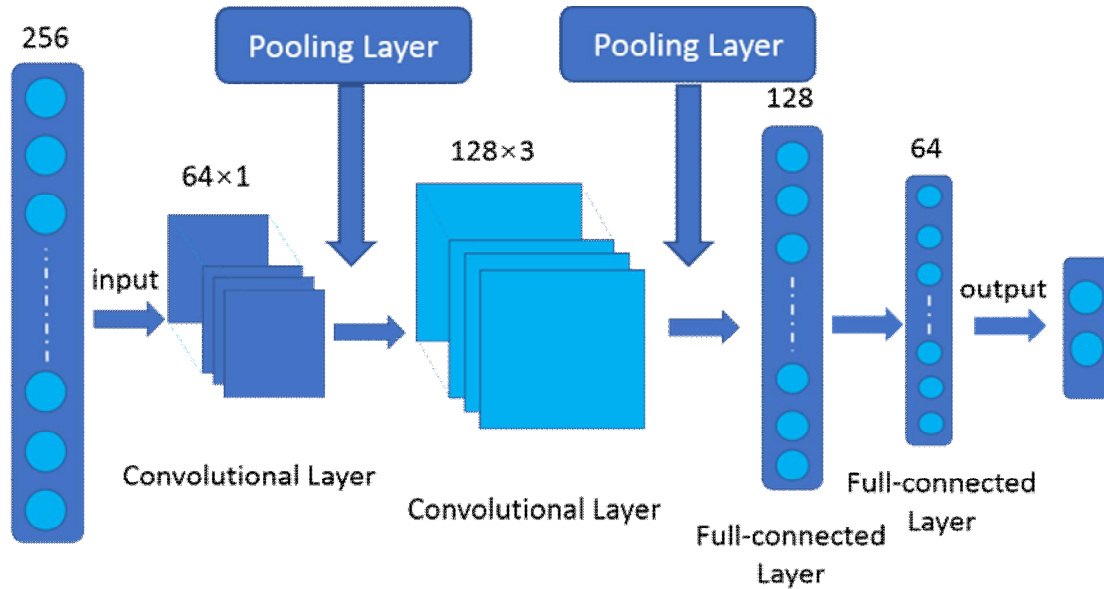 256
Pooling Layer
Pooling Layer
128
128×3
64
64×1
input
output
Convolutional Layer
Convolutional Layer
Full-connected
Layer
Full-connected
Layer